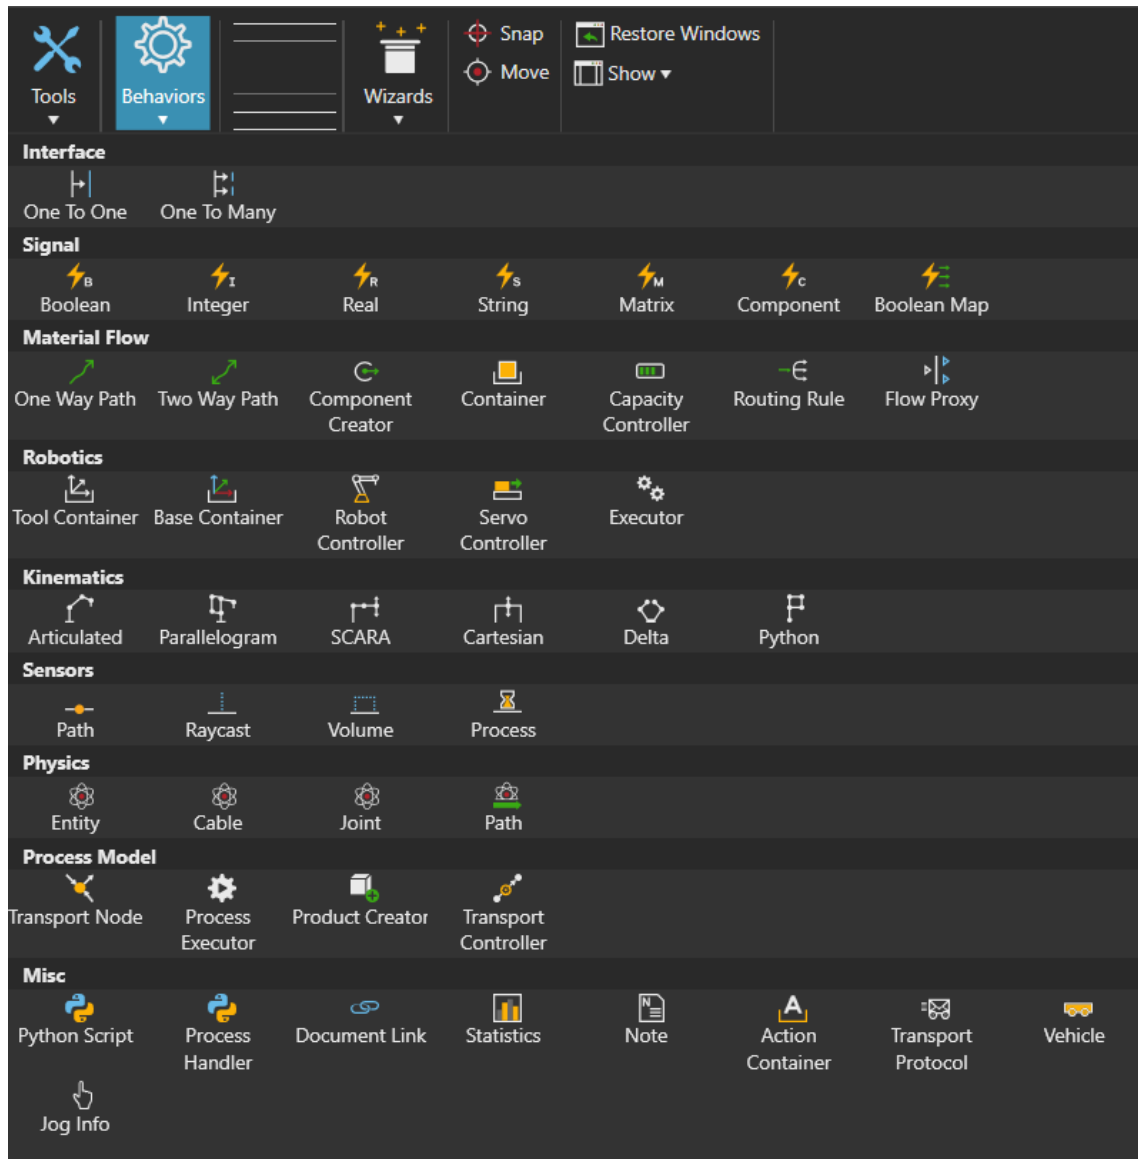 Snap
Restore Windows
Move
Show
Tools
Behaviors
Wizards
Interface
One To One
One To Many
Signal
B
I
R
S
M
C
Boolean
Integer
Real
String
Matrix
Component
Boolean Map
Material Flow
One Way Path
Two Way Path
Component
Creator
Container
Capacity
Controller
Routing Rule
Flow Proxy
Robotics
Tool Container
Base Container
Robot
Controller
Servo
Controller
Executor
Kinematics
Articulated
Parallelogram
SCARA
Cartesian
Delta
Python
Sensors
Path
Raycast
Volume
Process
Physics
Entity
Cable
Joint
Path
Process Model
Transport Node
Process
Executor
Product Creator
Transport
Controller
Misc
N
A
Python Script
Process
Handler
Document Link
Statistics
Note
Action
Container
Transport
Protocol
Vehicle
Jog Info